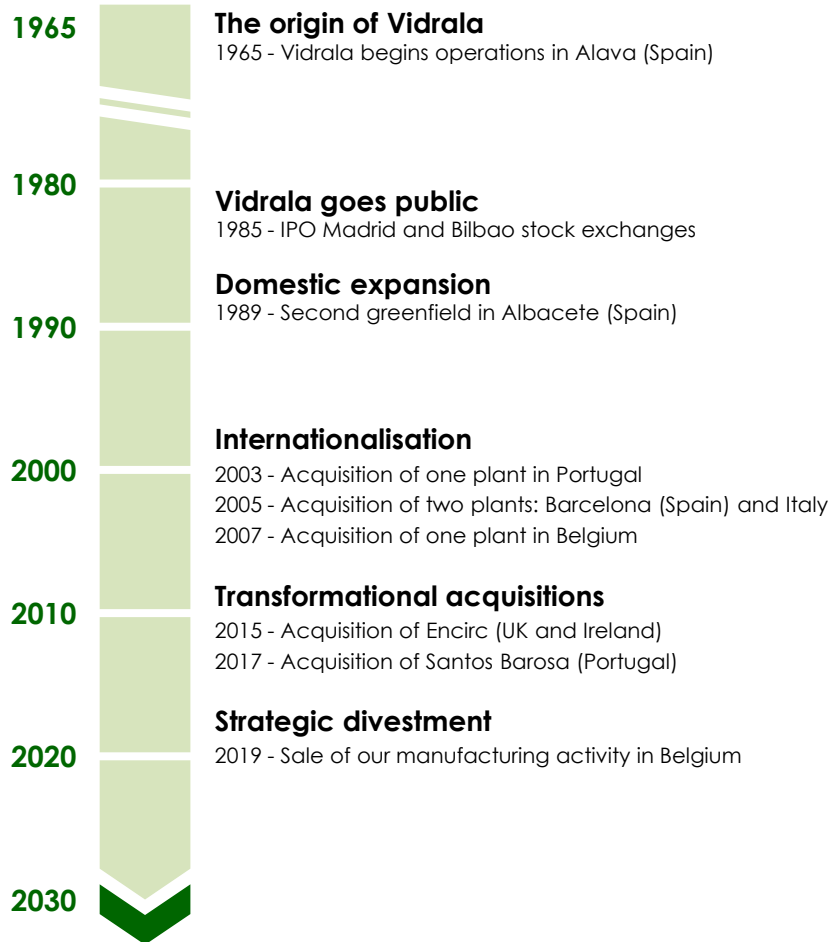 1965
The origin of Vidrala
1965 - Vidrala begins operations in Alava (Spain)
1980
Vidrala goes public
1985 - IPO Madrid and Bilbao stock exchanges
Domestic expansion
1989 - Second greenfield in Albacete (Spain)
1990
Internationalisation
2000
2003 - Acquisition of one plant in Portugal
2005 - Acquisition of two plants: Barcelona (Spain) and Italy
2007 - Acquisition of one plant in Belgium
Transformational acquisitions
2010
2015 - Acquisition of Encirc (UK and Ireland)
2017 - Acquisition of Santos Barosa (Portugal)
Strategic divestment
2020
2019 - Sale of our manufacturing activity in Belgium
2030